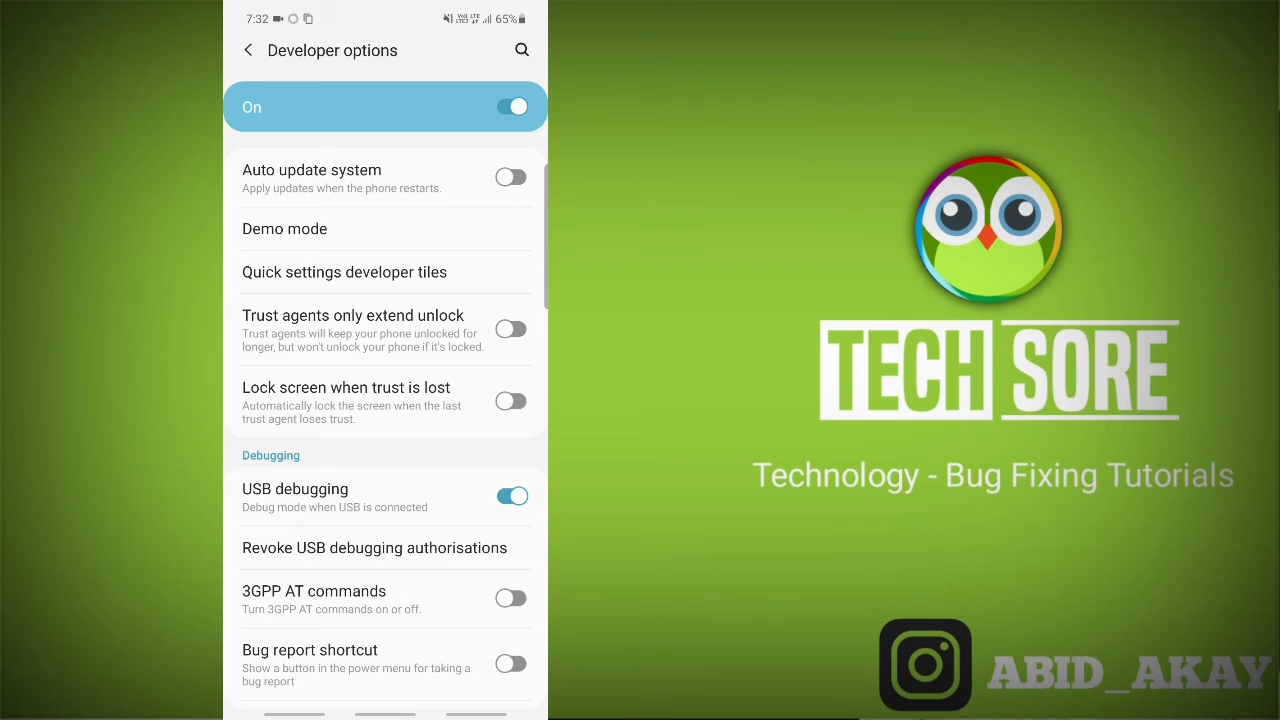 7:32
65%
Developer options
On
Auto update system
Apply updates when the phone restarts.
Demo mode
Quick settings developer tiles
Trust agents only extend unlock
Trust agents will keep your phone unlocked for
longer, but won't unlock your phone if it's locked.
Lock screen when trust is lost
Automatically lock the screen when the last
trust agent loses trust.
Debugging
USB debugging
Debug mode when USB is connected
Revoke USB debugging authorisations
3GPP AT commands
Turn 3GPP AT commands on or off.
Bug report shortcut
Show a button in the power menu for taking a
bug report
TECH SORE
Technology - Bug Fixing Tutorials
ABID_AKAY